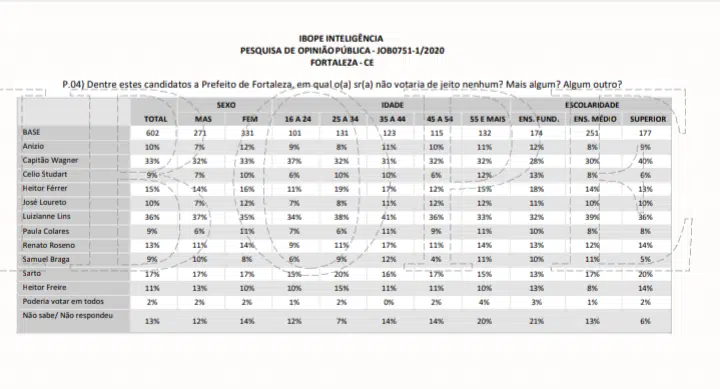 IBOPE INTELIGÊNCIA
PESQUISA DE OPINIÃO PÚBLICA - JOB0751-1/2020
FORTALEZA - CE
P.04) Dentre estes candidatos a Prefeito de Fortaleza, em qual o(a) sr(a) não votaria de jeito nenhum? Mais algum? Algum outro?
SEXO IDADE ESCOLARIDADE
TOTAL MAS FEM 16 A 24 25 A 34 35 A 44 45 A 54 55 E MAIS ENS. FUND. ENS. MÉDIO SUPERIOR
BASE 602 271 331 101 131 123 115 132 174 251 177
Anizio 10% 7% 12% 9% 8% 11% 10% 11% 12% 8% 9%
Capitão Wagner 33% 32% 33% 37% 32% 31% 32% 32% 28% 30% 40%
Celio Studart 9% 7% 10% 6% 10% 10% 6% 12% 13% 8% 6%
Heitor Férrer 15% 14% 16% 11% 19% 17% 12% 15% 18% 14% 13%
José Loureto 10% 7% 12% 7% 8% 11% 12% 12% 11% 10% 10%
Luizianne Lins 36% 37% 35% 34% 38% 41% 36% 33% 32% 39% 36%
Paula Colares 9% 6% 11% 7% 6% 11% 9% 11% 10% 8% 8%
Renato Roseno 13% 11% 14% 9% 11% 17% 11% 14% 13% 12% 14%
Samuel Braga 9% 10% 8% 6% 9% 12% 4% 11% 10% 11% 5%
Sarto 17% 17% 17% 15% 20% 16% 17% 15% 13% 17% 20%
Heitor Freire 11% 13% 10% 10% 15% 11% 11% 10% 13% 8% 14%
Poderia votar em todos 2% 2% 2% 1% 2% 0% 2% 4% 3% 1% 2%
Não sabe/ Não respondeu 13% 12% 14% 12% 7% 14% 14% 20% 21% 13% 6%